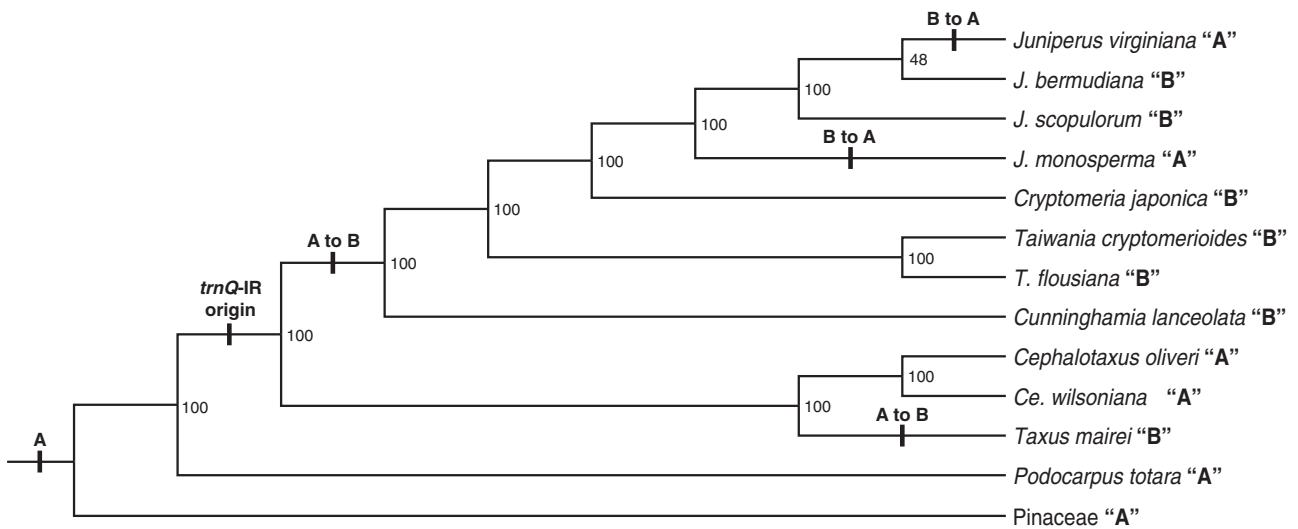 B to A
Juniperus virginiana “A”
48
J. bermudiana “B”
100
J. scopulorum “B”
100
B to A
J. monosperma “A”
100
Cryptomeria japonica “B”
100
Taiwania cryptomerioides “B”
A to B
100
100
T. flousiana “B”
trnQ-IR
origin
Cunninghamia lanceolata “B”
100
Cephalotaxus oliveri “A”
100
Ce. wilsoniana “A”
100
100
A to B
Taxus mairei “B”
A
Podocarpus totara “A”
Pinaceae “A”